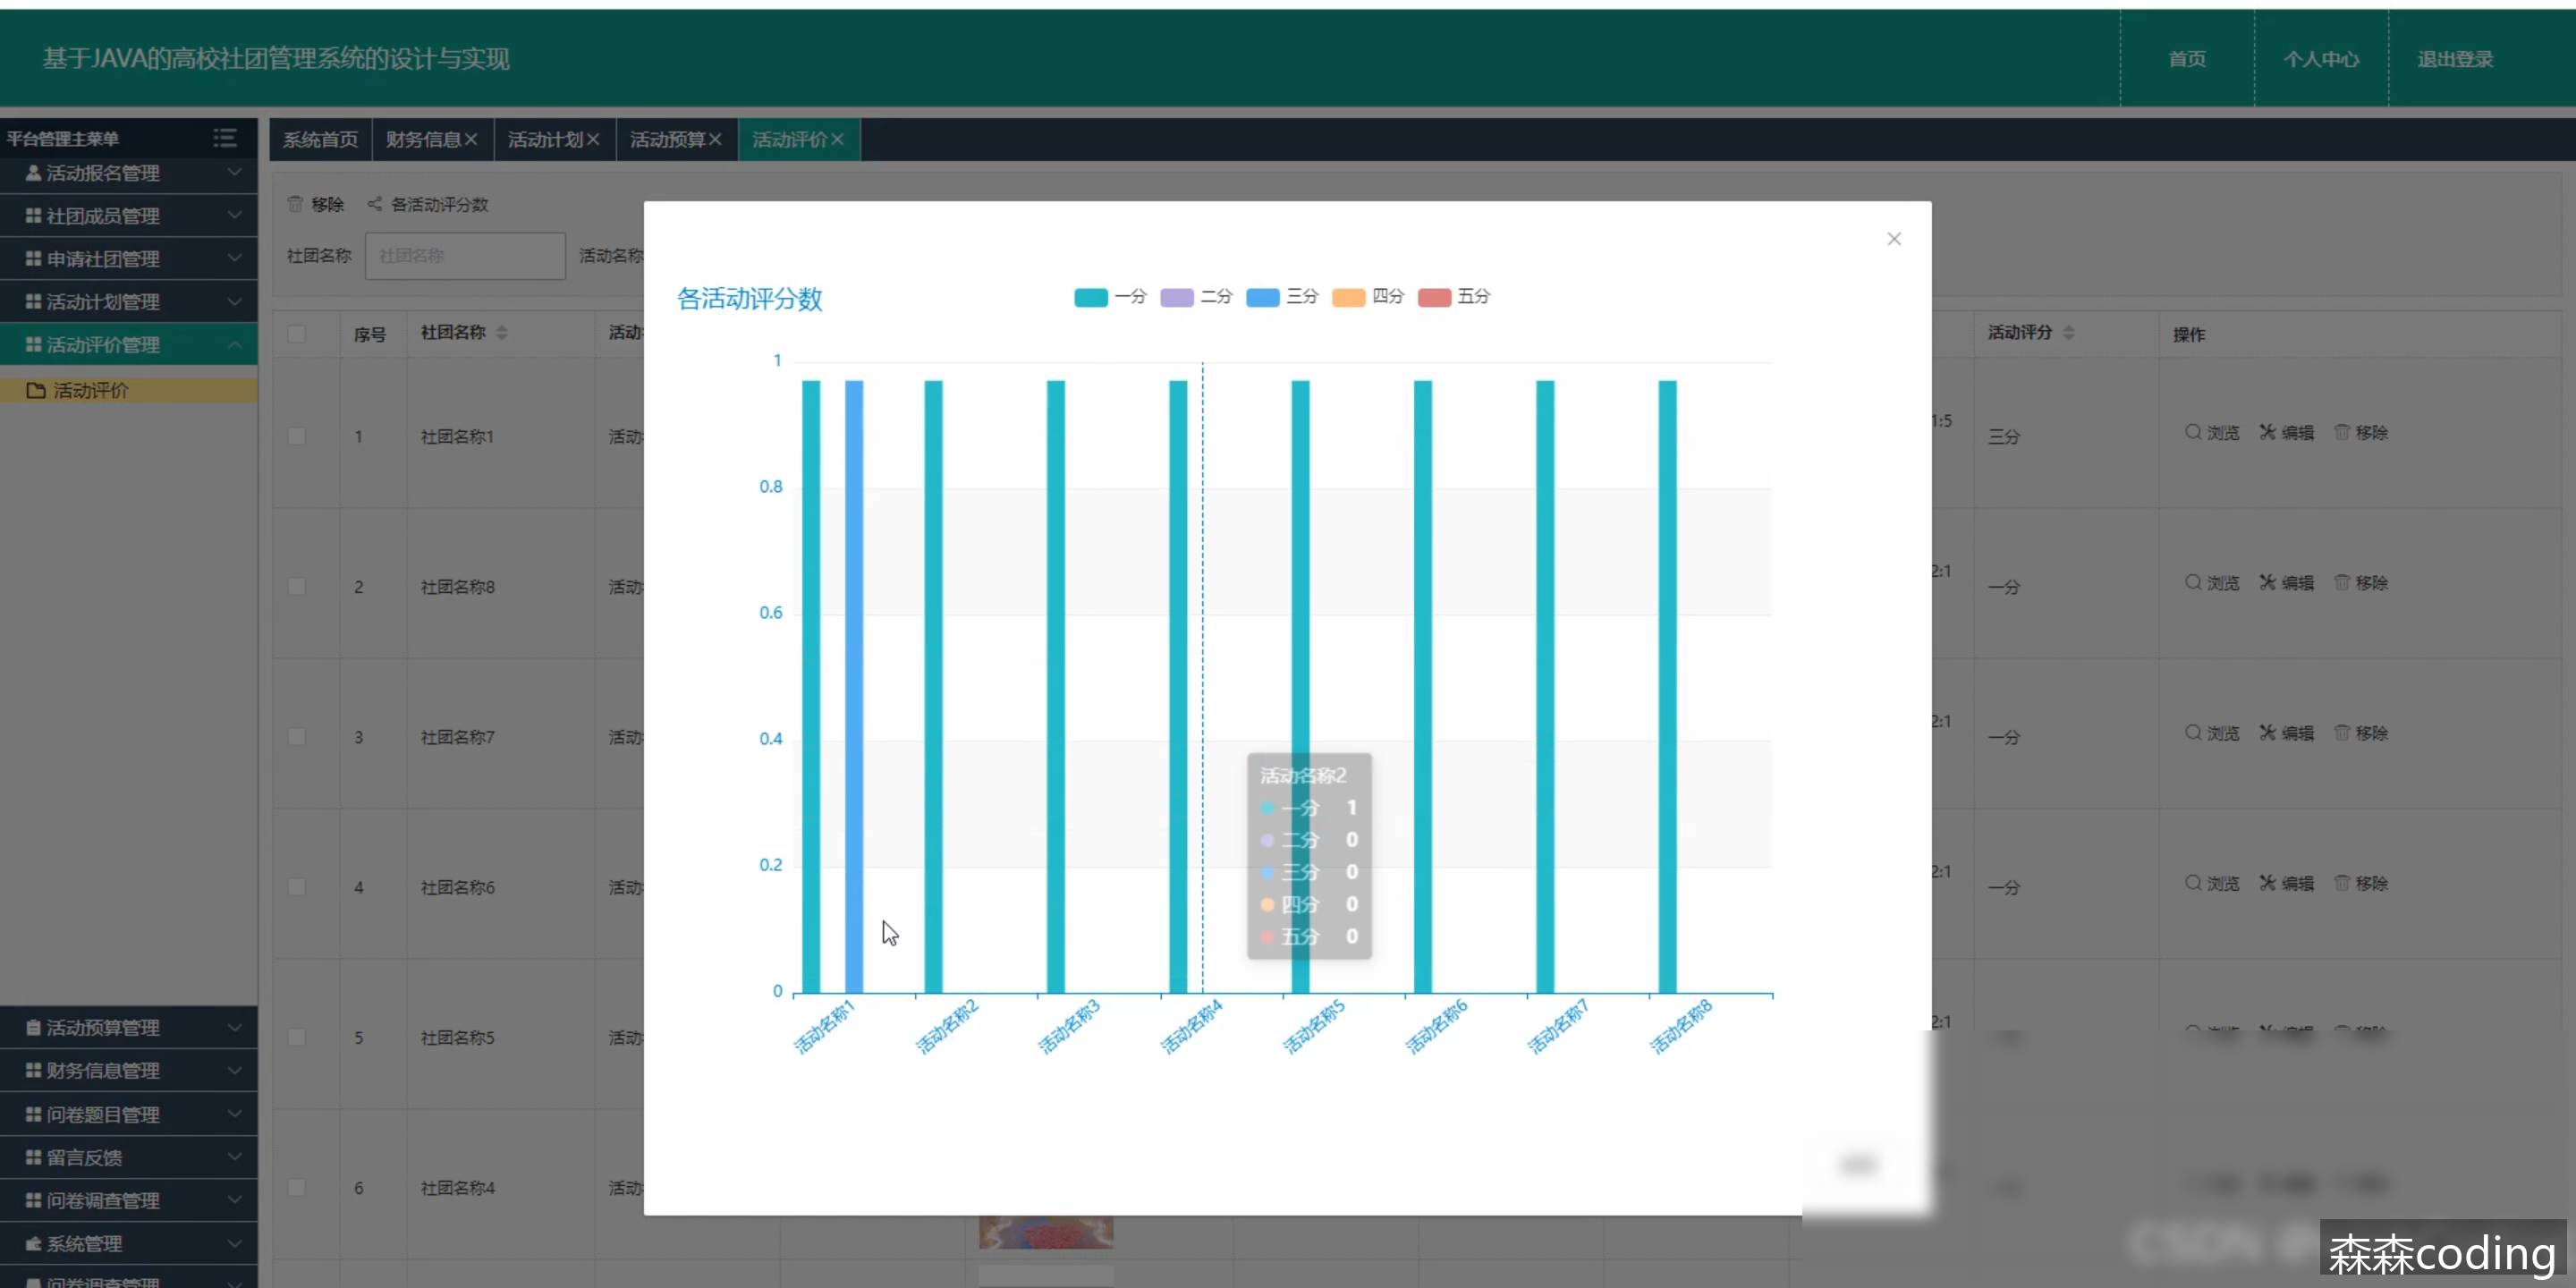 基于JAVA的高校社团管理系统的设计与实现
首页 个人中心 退出登录
平台管理主菜单
系统首页 财务信息 活动计划 活动预算 活动评价
活动报名管理
社团成员管理
申请社团管理
活动计划管理
活动评价管理
活动评价
活动预算管理
财务信息管理
问卷题目管理
留言反馈
问卷调查管理
系统管理
问卷调查管理
移除 各活动评分数
社团名称 社团名称 活动名称
序号 社团名称 活动 活动评分 操作
1 社团名称1 活动 1:5 三分 浏览 编辑 移除
2 社团名称8 活动 2:1 一分 浏览 编辑 移除
3 社团名称7 活动 2:1 一分 浏览 编辑 移除
4 社团名称6 活动 2:1 一分 浏览 编辑 移除
5 社团名称5 活动 2:1
6 社团名称4 活动
各活动评分数
一分 二分 三分 四分 五分
1
0.8
0.6
0.4
0.2
0
活动名称1 活动名称2 活动名称3 活动名称4 活动名称5 活动名称6 活动名称7 活动名称8
活动名称2
一分 1
二分 0
三分 0
四分 0
五分 0
森森coding